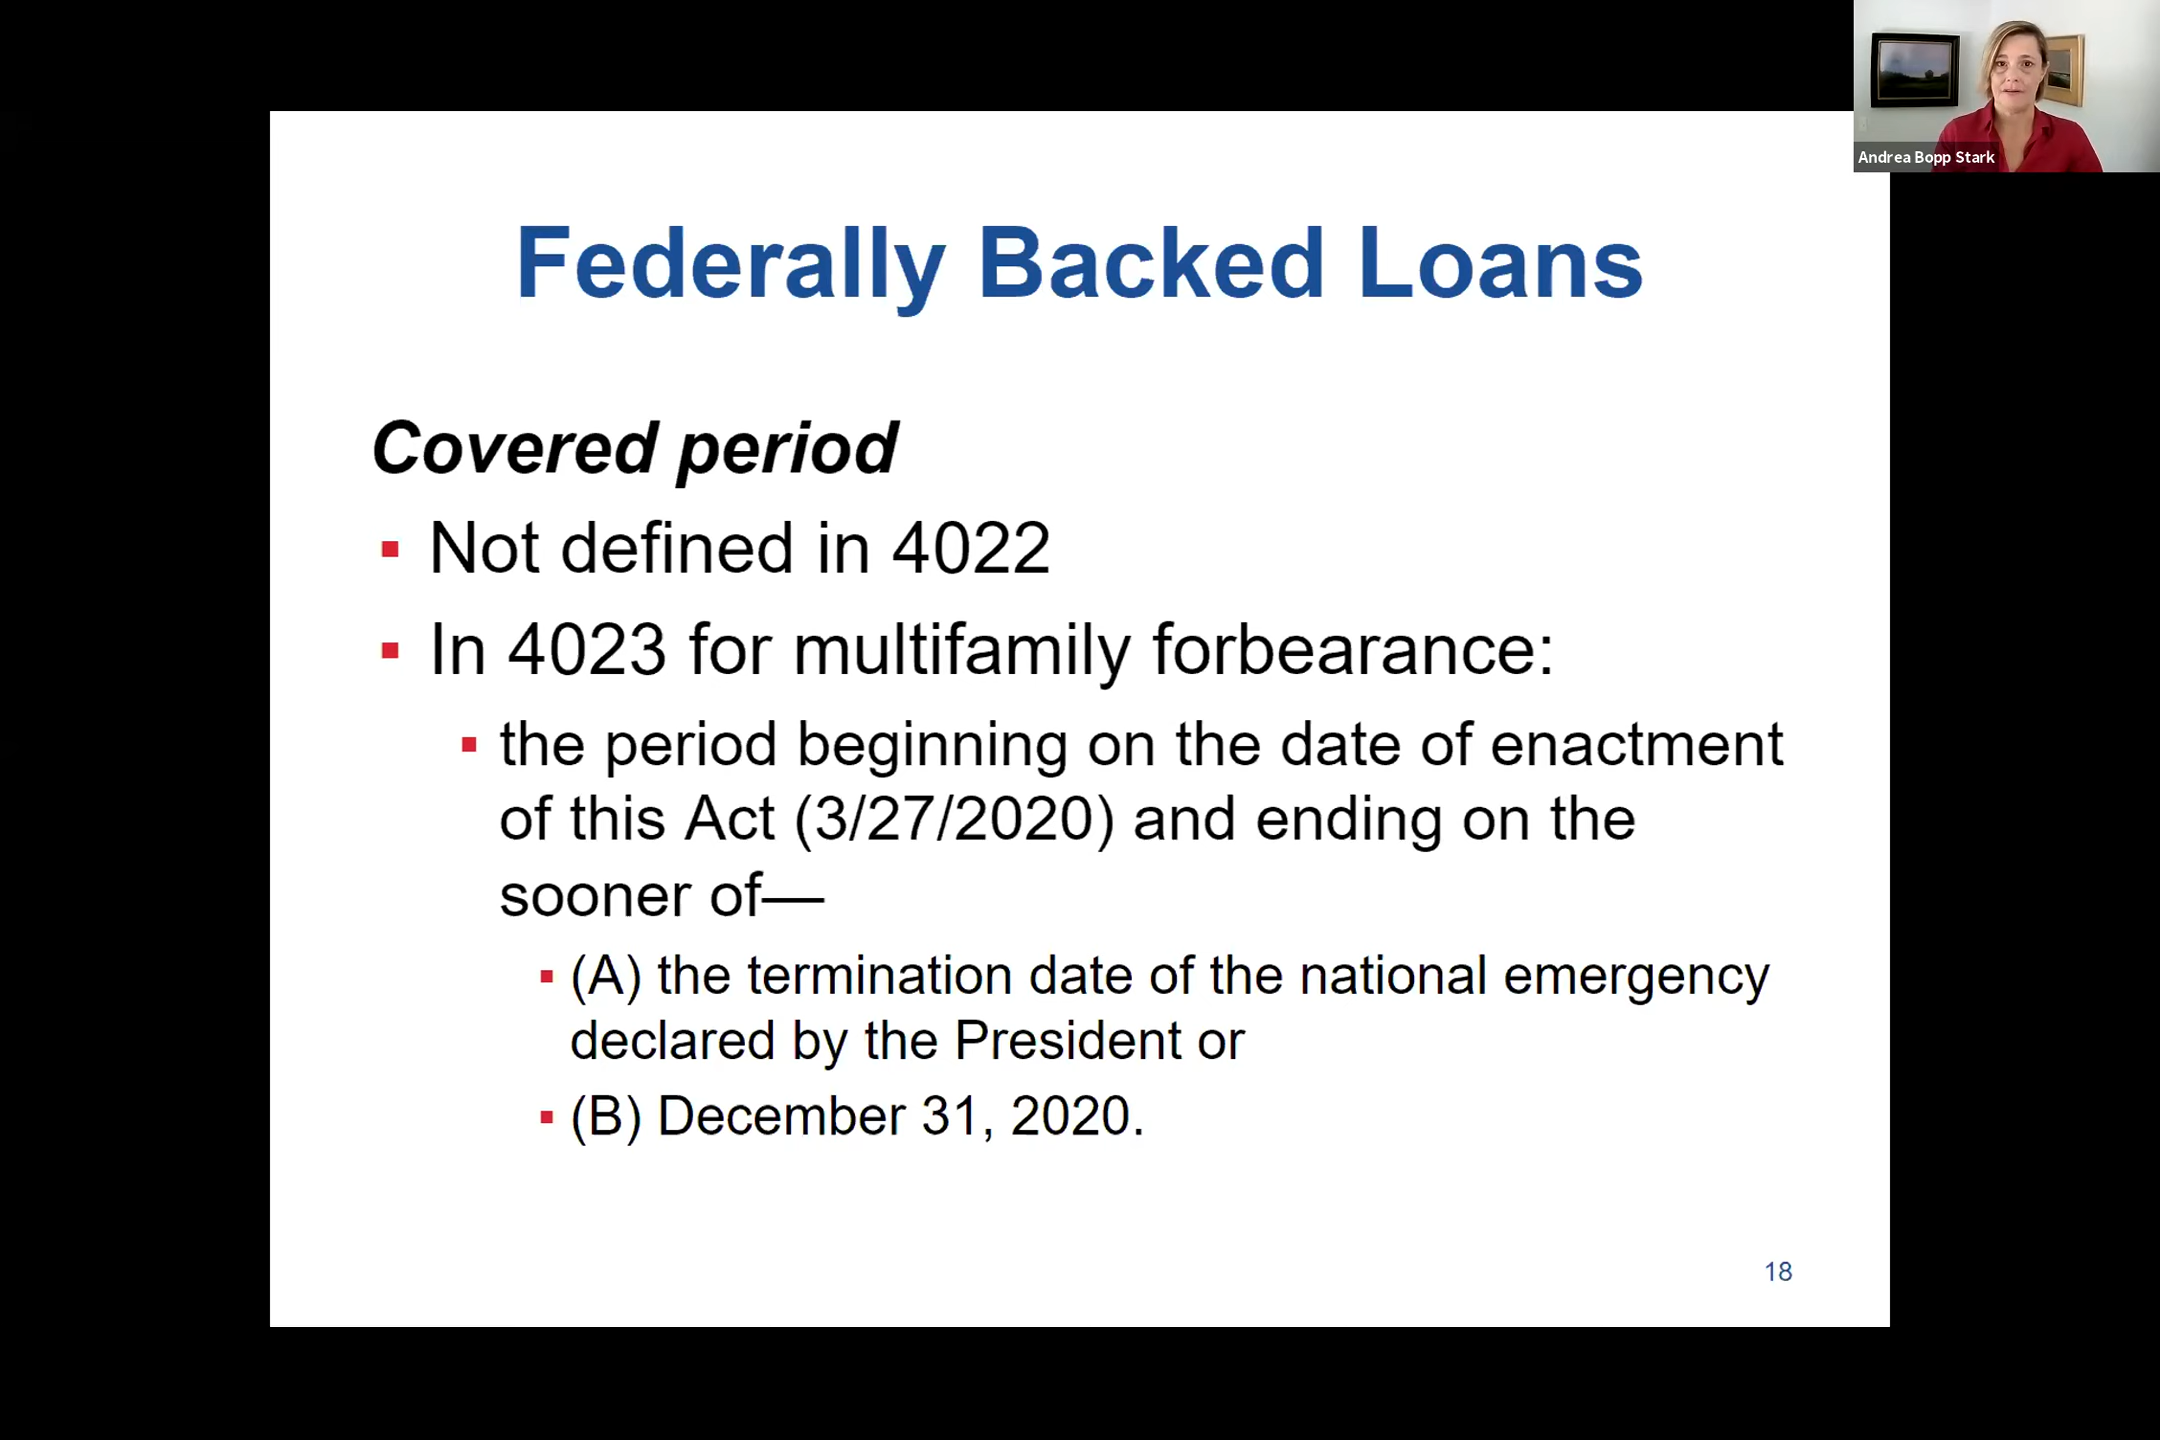 Andrea Bopp Stark
Federally Backed Loans
Covered period
▪ Not defined in 4022
▪ In 4023 for multifamily forbearance:
▪ the period beginning on the date of enactment
of this Act (3/27/2020) and ending on the
sooner of—
▪ (A) the termination date of the national emergency
declared by the President or
▪ (B) December 31, 2020.
18